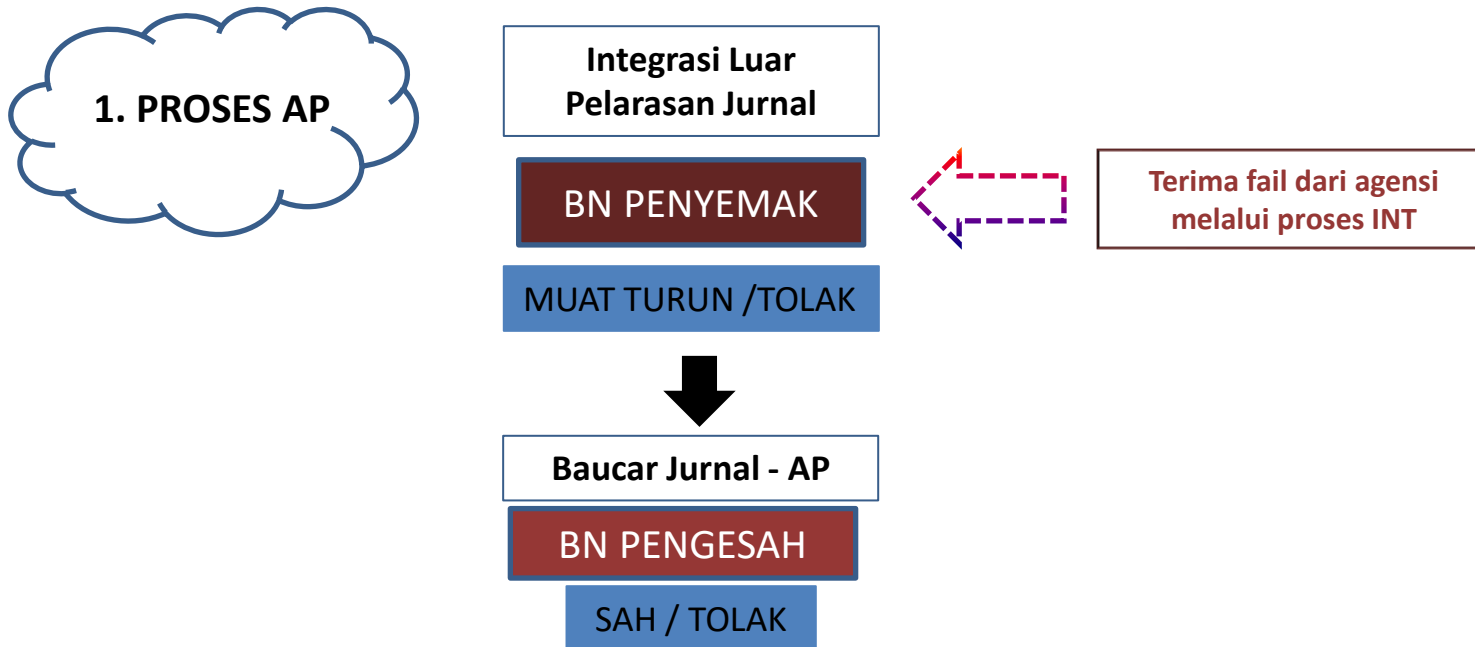 1. PROSES AP
Integrasi Luar
Pelarasan Jurnal
BN PENYEMAK
Terima fail dari agensi
melalui proses INT
MUAT TURUN /TOLAK
Baucar Jurnal - AP
BN PENGESAH
SAH / TOLAK